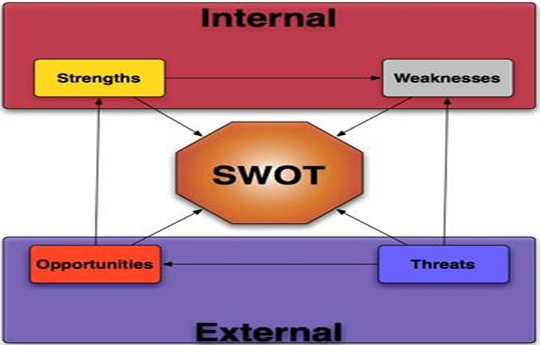 Internal
Strengths
Weaknesses
SWOT
Opportunities
Threats
External